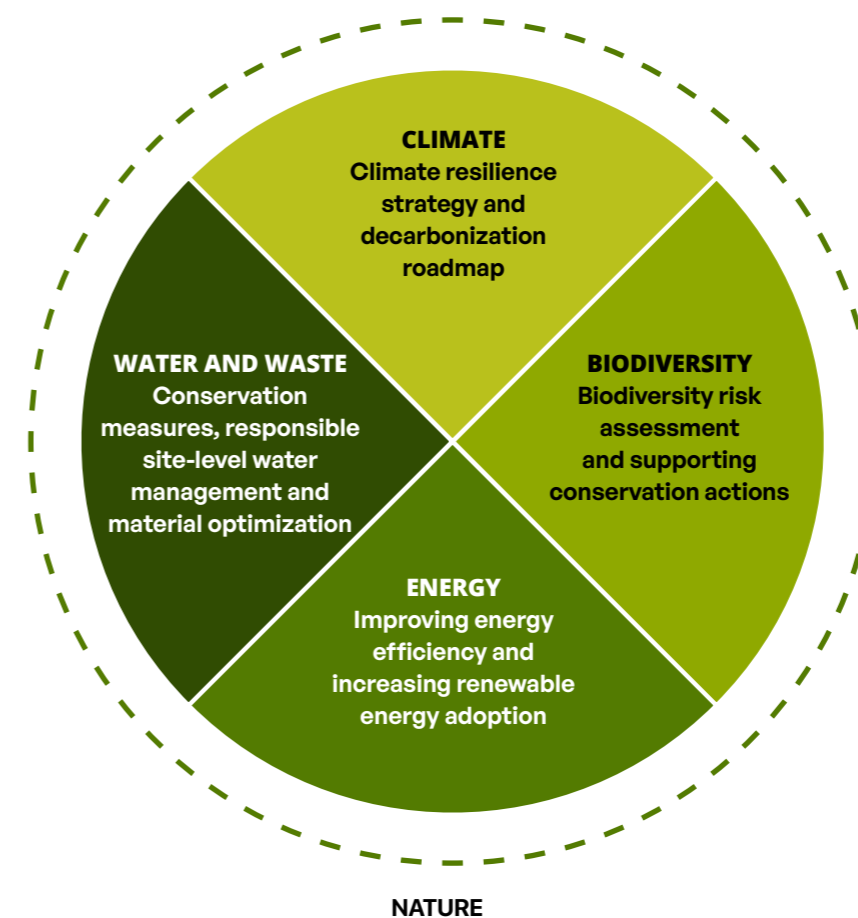 CLIMATE
Climate resilience
strategy and
decarbonization
roadmap
WATER AND WASTE
Conservation
measures, responsible
site-level water
management and
material optimization
BIODIVERSITY
Biodiversity risk
assessment
and supporting
conservation actions
ENERGY
Improving energy
efficiency and
increasing renewable
energy adoption
NATURE